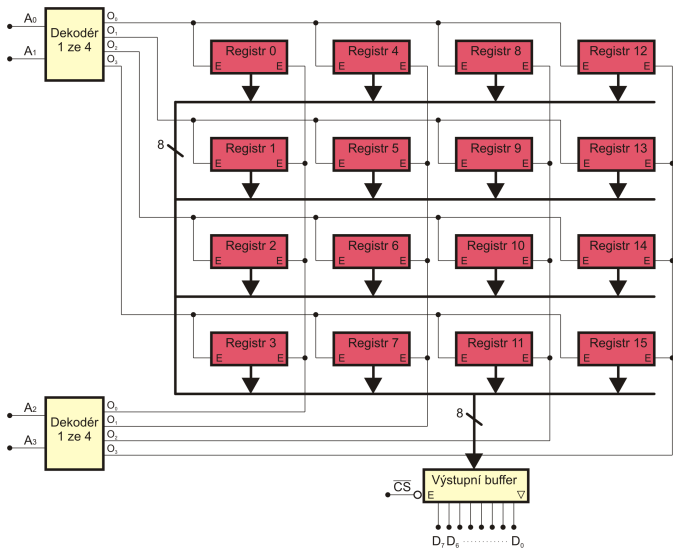 A0
A1
Dekodér
1 ze 4
O0
O1
O2
O3
Registr 0
E E
Registr 4
E E
Registr 8
E E
Registr 12
E E
8
Registr 1
E E
Registr 5
E E
Registr 9
E E
Registr 13
E E
Registr 2
E E
Registr 6
E E
Registr 10
E E
Registr 14
E E
Registr 3
E E
Registr 7
E E
Registr 11
E E
Registr 15
E E
A2
A3
Dekodér
1 ze 4
O0
O1
O2
O3
8
CS
Výstupní buffer
E ▽
D7 D6 ············ D0